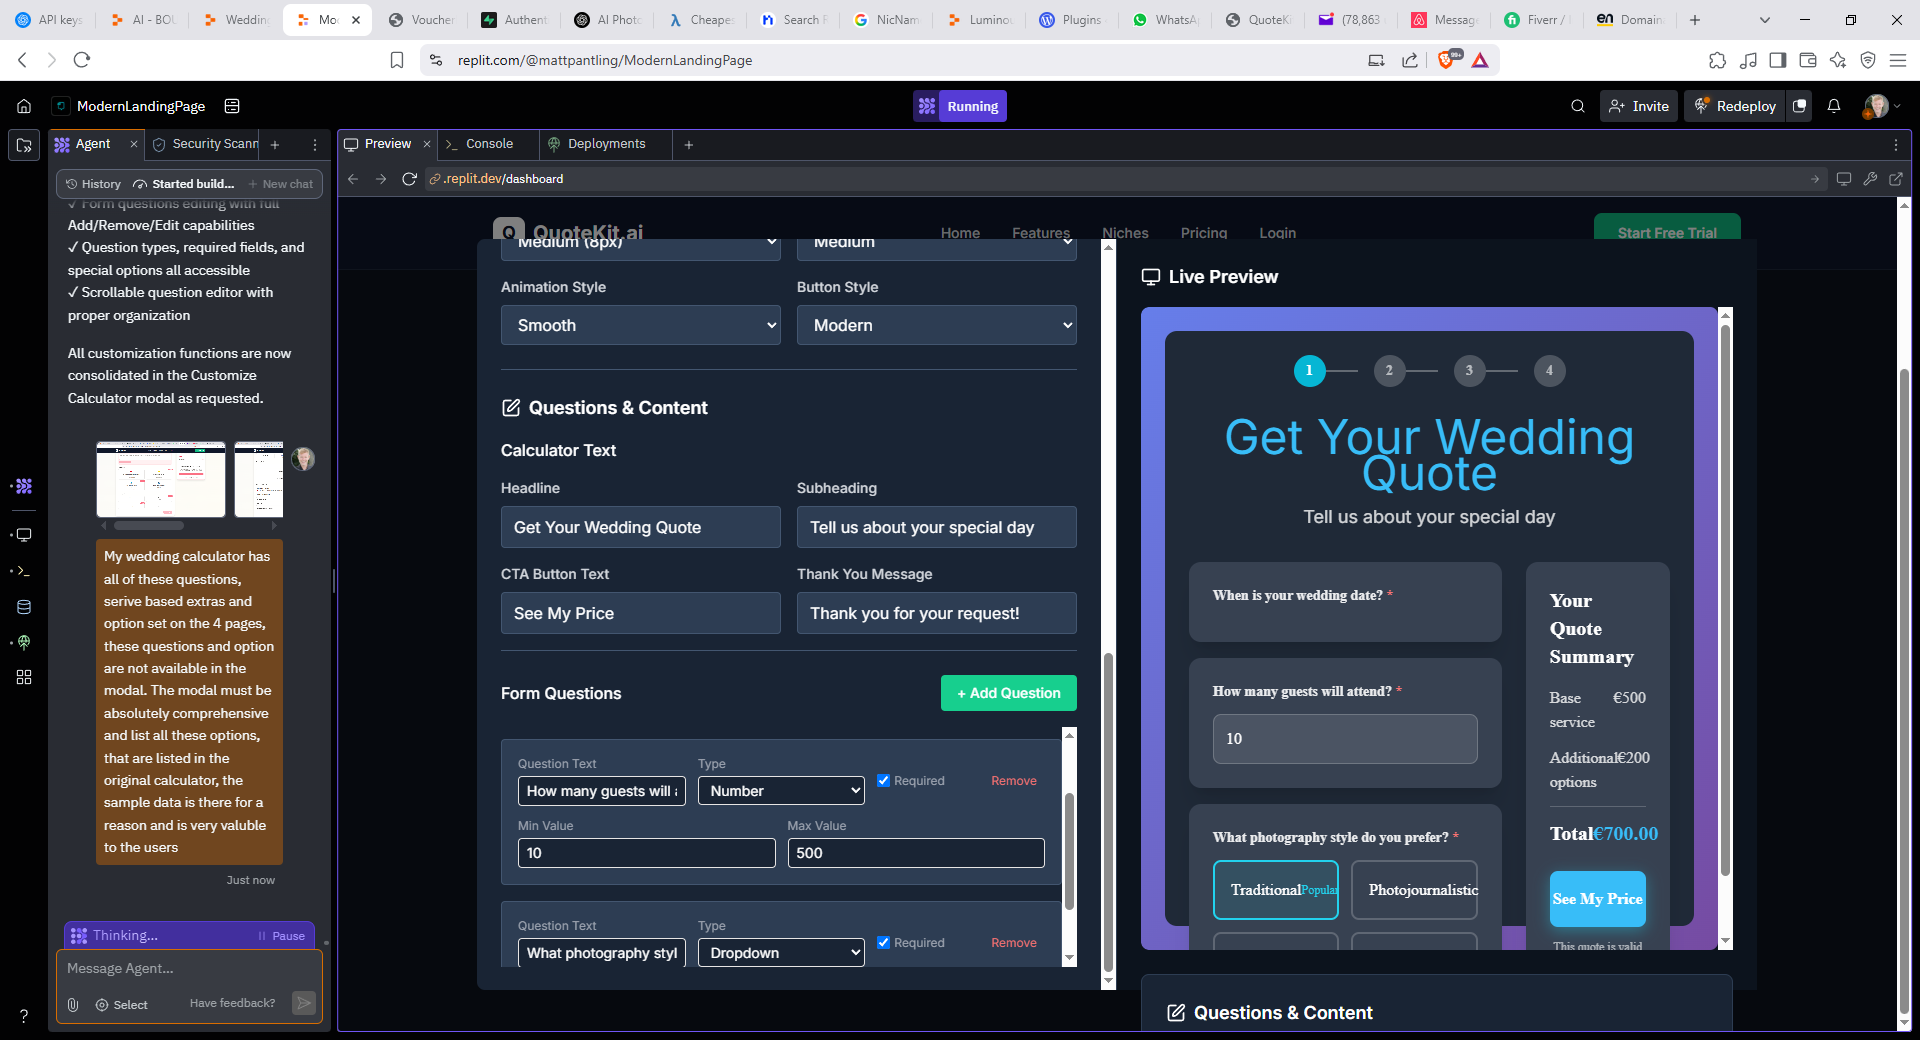 API keys
AI - BOU
Wedding
Mo
Voucher
Authent
AI Photo
Cheapes
Search R
NicNam
Lumino
Plugins
WhatsA
QuoteKi
(78,863
Message
Fiverr /
Domain
replit.com/@mattpantling/ModernLandingPage
99+
ModernLandingPage
Running
Invite
Redeploy
Agent
Security Scann
Preview
Console
Deployments
.replit.dev/dashboard
History
Started build...
+ New chat
✓ Form questions editing with full
Add/Remove/Edit capabilities
✓ Question types, required fields, and
special options all accessible
✓ Scrollable question editor with
proper organization
All customization functions are now
consolidated in the Customize
Calculator modal as requested.
My wedding calculator has
all of these questions,
serive based extras and
option set on the 4 pages,
these questions and option
are not available in the
modal. The modal must be
absolutely comprehensive
and list all these options,
that are listed in the
original calculator, the
sample data is there for a
reason and is very valuble
to the users
Just now
Thinking...
Pause
Message Agent...
Select
Have feedback?
Q QuoteKit.ai
Home
Features
Niches
Pricing
Login
Start Free Trial
Medium (8px)
Medium
Animation Style
Button Style
Smooth
Modern
Questions & Content
Calculator Text
Headline
Subheading
Get Your Wedding Quote
Tell us about your special day
CTA Button Text
Thank You Message
See My Price
Thank you for your request!
Form Questions
+ Add Question
Question Text
Type
How many guests will a
Number
Required
Remove
Min Value
Max Value
10
500
Question Text
Type
What photography styl
Dropdown
Required
Remove
Live Preview
1
2
3
4
Get Your Wedding
Quote
Tell us about your special day
When is your wedding date? *
How many guests will attend? *
10
What photography style do you prefer? *
Traditional
Popular
Photojournalistic
Your
Quote
Summary
Base €500
service
Additional€200
options
Total€700.00
See My Price
This quote is valid
Questions & Content